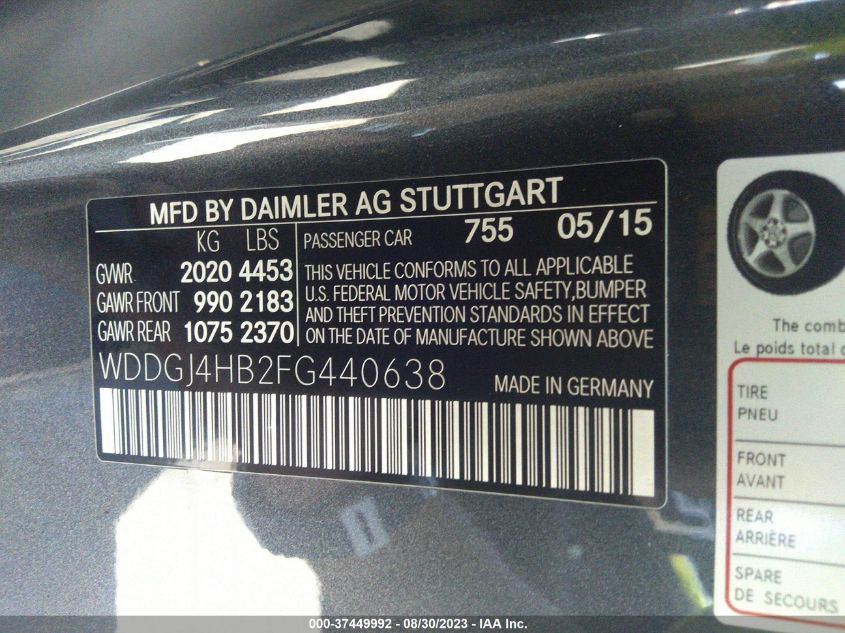 MFD BY DAIMLER AG STUTTGART
KG LBS
GVWR 2020 4453
GAWR FRONT 990 2183
GAWR REAR 1075 2370
PASSENGER CAR 755 05/15
THIS VEHICLE CONFORMS TO ALL APPLICABLE
U.S. FEDERAL MOTOR VEHICLE SAFETY,BUMPER
AND THEFT PREVENTION STANDARDS IN EFFECT
ON THE DATE OF MANUFACTURE SHOWN ABOVE
WDDGJ4HB2FG440638 MADE IN GERMANY
The comb
Le poids total
TIRE
PNEU
FRONT
AVANT
REAR
ARRIÈRE
SPARE
DE SECOURS
000-37449992 - 08/30/2023 - IAA Inc.